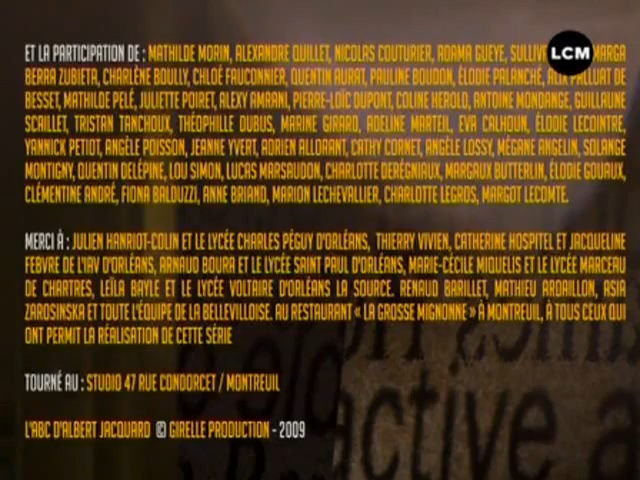 ET LA PARTICIPATION DE : MATHILDE MORIN, ALEXANDRE QUILLET, NICOLAS COUTURIER, ADAMA GUEYE, MARGA
LCM
BERRA ZUBIETA, CHARLÈNE BOULLY, CHLOÉ FAUCONNIER, QUENTIN AURAT, PAULINE BOUDON, ÉLODIE PALANCHÉ, PALLUAT DE
BESSET, MATHILDE PELÉ, JULIETTE POIRET, ALEXY AMRANI, PIERRE-LOÏC DUPONT, COLINE HEROLD, ANTOINE MONDANGE, GUILLAUME
SCAILLET, TRISTAN TANCHOUX, THÉOPHILLE DUBUS, MARINE GIRARD, ADELINE MARTEIL, EVA CALHOUN, ÉLODIE LECOINTRE,
YANNICK PETIOT, ANGÈLE POISSON, JEANNE YVERT, ADRIEN ALLORANT, CATHY CORNET, ANGÈLE LOSSY, MÉGANE ANGELIN, SOLANGE
MONTIGNY, QUENTIN DELÉPINE, LOU SIMON, LUCAS MARSAUDON, CHARLOTTE DERÉGNIAUX, MARGAUX BUTTERLIN, ÉLODIE GOUAUX,
CLÉMENTINE ANDRÉ, FIONA BALDUZZI, ANNE BRIAND, MARION LECHEVALLIER, CHARLOTTE LEGROS, MARGOT LECOMTE.
MERCI À : JULIEN HANRIOT-COLIN ET LE LYCÉE CHARLES PÉGUY D'ORLÉANS, THIERRY VIVIEN, CATHERINE HOSPITEL ET JACQUELINE
FEBVRE DE L'IAV D'ORLÉANS, ARNAUD BOURA ET LE LYCÉE SAINT PAUL D'ORLÉANS, MARIE-CÉCILE MIQUELIS ET LE LYCÉE MARCEAU
DE CHARTRES, LEÏLA BAYLE ET LE LYCÉE VOLTAIRE D'ORLÉANS LA SOURCE. RENAUD BARILLET, MATHIEU ARDAILLON, ASIA
ZAROSINSKA ET TOUTE L'ÉQUIPE DE LA BELLEVILLOISE. AU RESTAURANT « LA GROSSE MIGNONNE » À MONTREUIL, À TOUS CEUX QUI
ONT PERMIT LA RÉALISATION DE CETTE SÉRIE
TOURNÉ AU : STUDIO 47 RUE CONDORCET / MONTREUIL
active a
L'ABC D'ALBERT JACQUARD © GIRELLE PRODUCTION - 2009